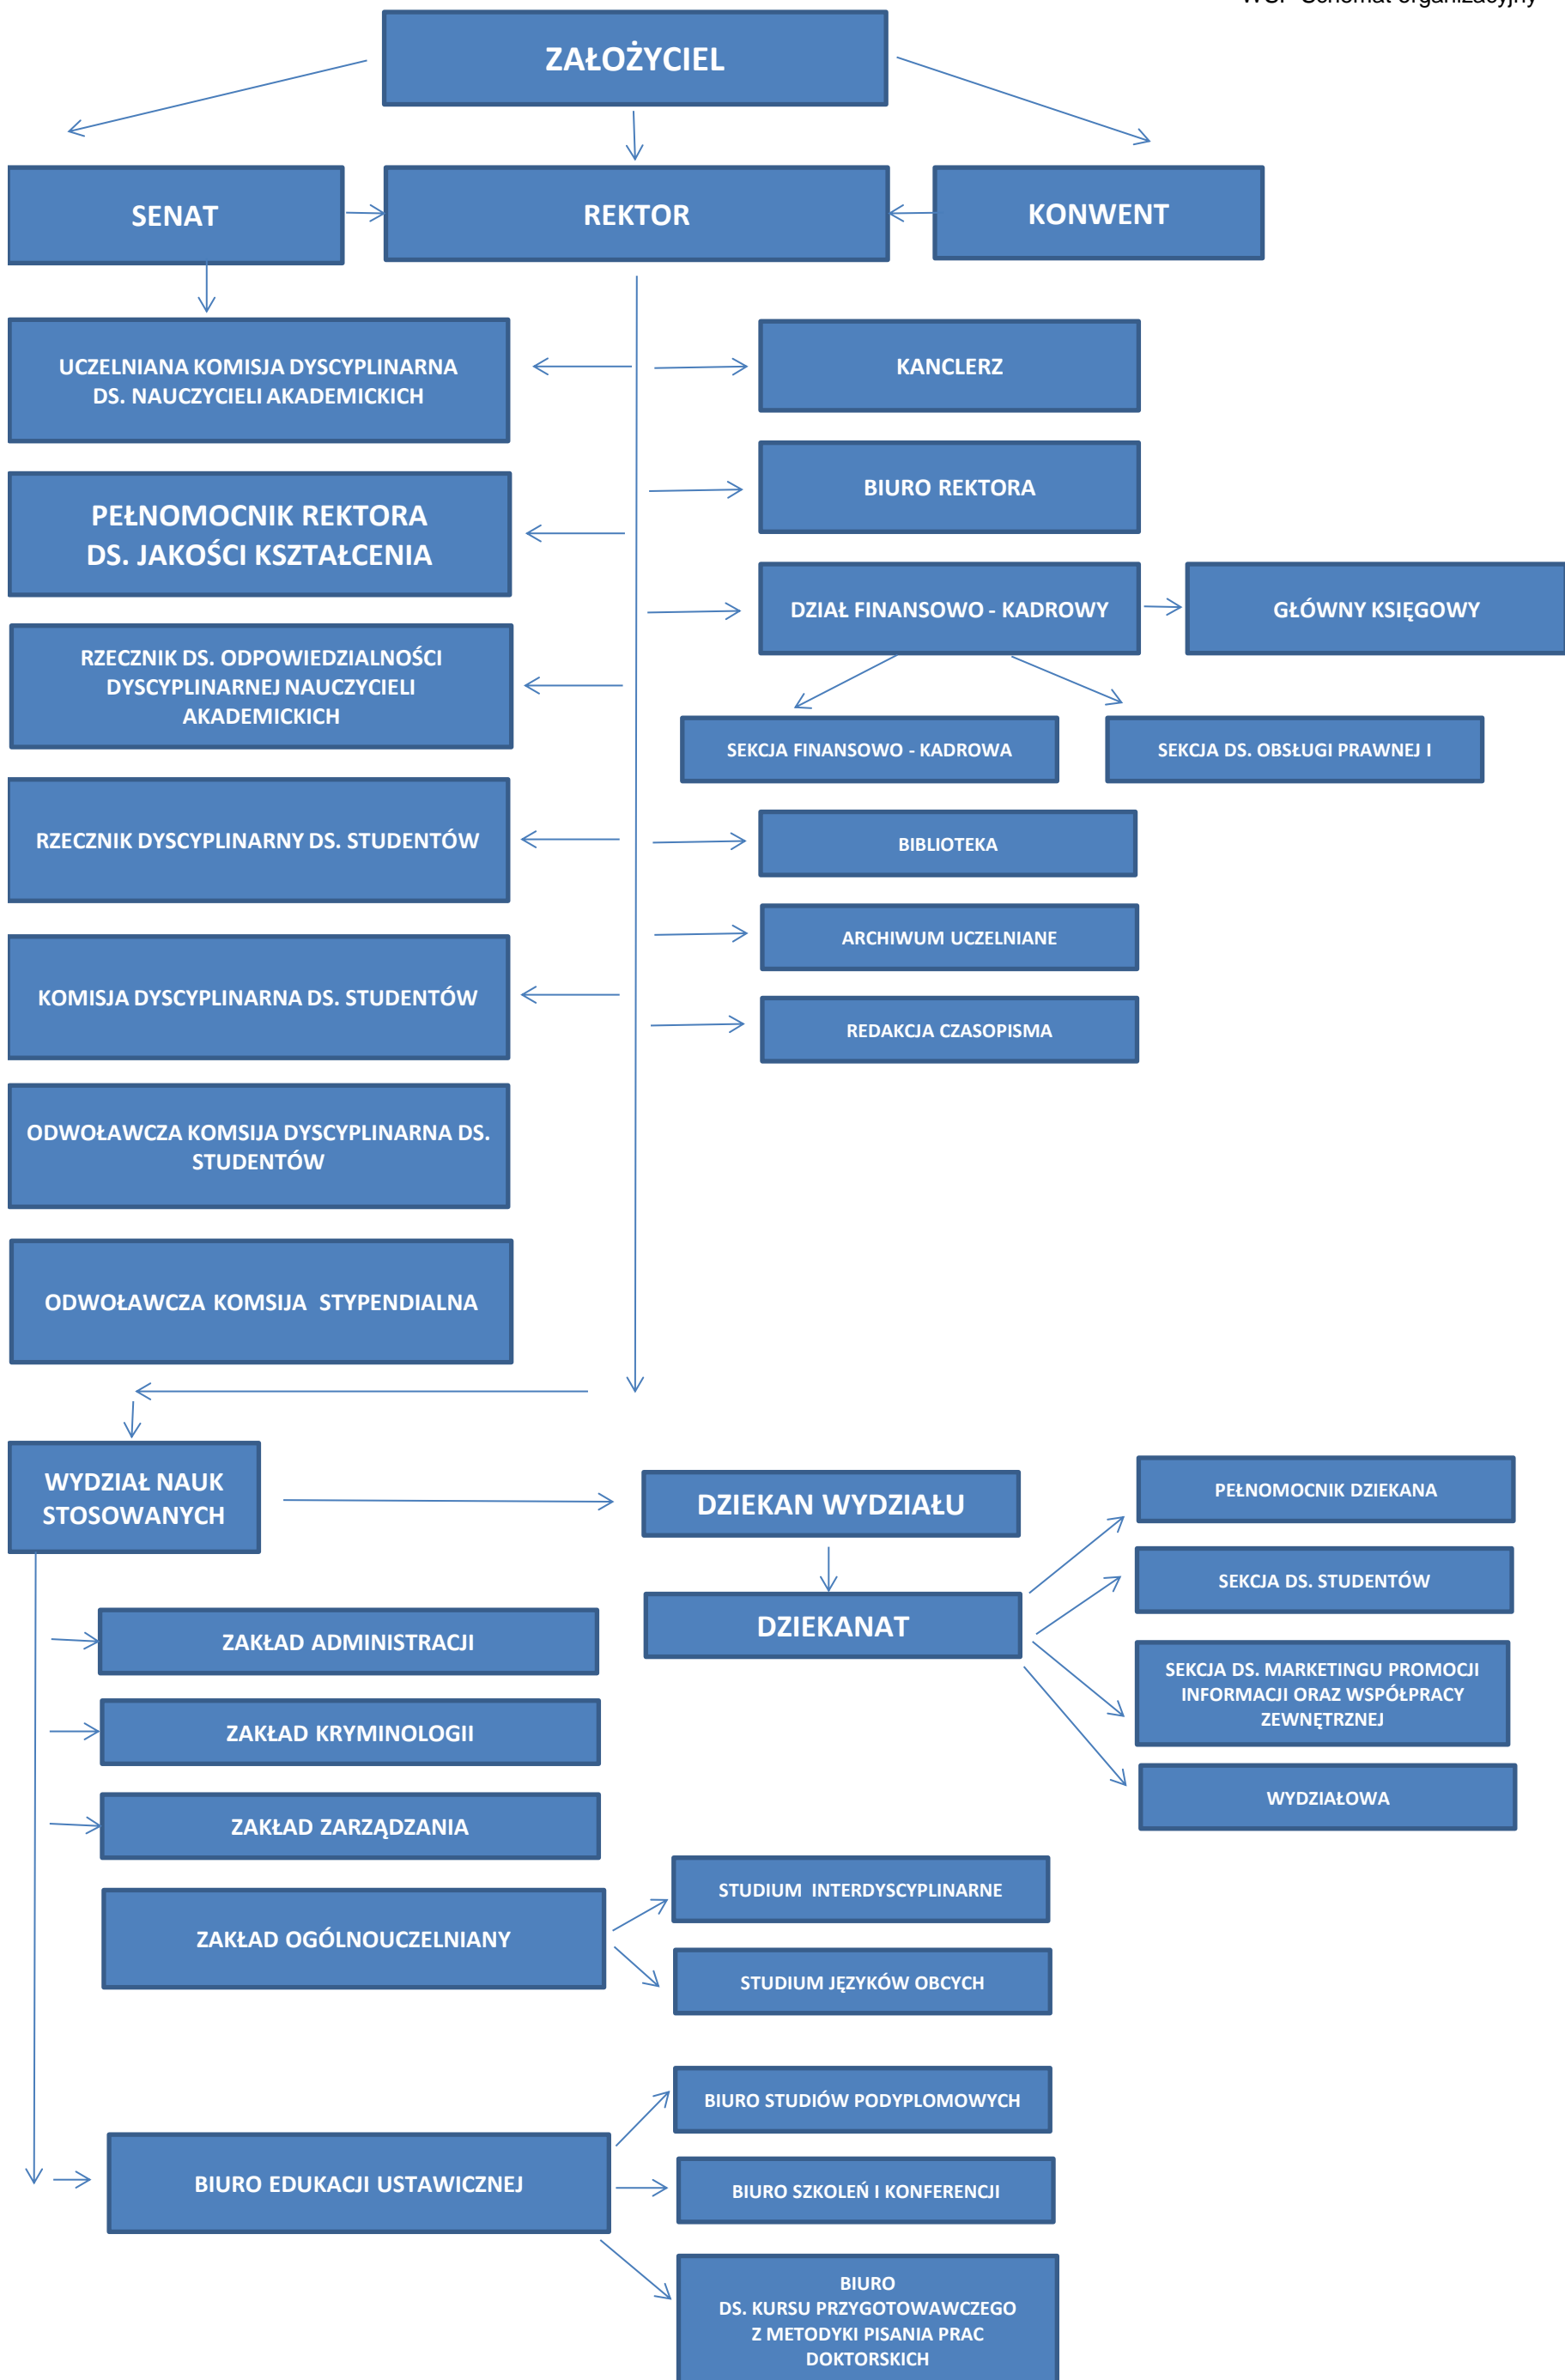 Schemat organizacyjny
ZAŁOŻYCIEL
SENAT
REKTOR
KONWENT
UCZELNIANA KOMISJA DYSCYPLINARNA
DS. NAUCZYCIELI AKADEMICKICH
KANCLERZ
BIURO REKTORA
PEŁNOMOCNIK REKTORA
DS. JAKOŚCI KSZTAŁCENIA
DZIAŁ FINANSOWO - KADROWY
GŁÓWNY KSIĘGOWY
RZECZNIK DS. ODPOWIEDZIALNOŚCI
DYSCYPLINARNEJ NAUCZYCIELI
AKADEMICKICH
SEKCJA FINANSOWO - KADROWA
SEKCJA DS. OBSŁUGI PRAWNEJ I
RZECZNIK DYSCYPLINARNY DS. STUDENTÓW
BIBLIOTEKA
ARCHIWUM UCZELNIANE
KOMISJA DYSCYPLINARNA DS. STUDENTÓW
REDAKCJA CZASOPISMA
ODWOŁAWCZA KOMSIJA DYSCYPLINARNA DS.
STUDENTÓW
ODWOŁAWCZA KOMSIJA STYPENDIALNA
WYDZIAŁ NAUK
STOSOWANYCH
DZIEKAN WYDZIAŁU
PEŁNOMOCNIK DZIEKANA
SEKCJA DS. STUDENTÓW
DZIEKANAT
ZAKŁAD ADMINISTRACJI
SEKCJA DS. MARKETINGU PROMOCJI
INFORMACJI ORAZ WSPÓŁPRACY
ZEWNĘTRZNEJ
ZAKŁAD KRYMINOLOGII
WYDZIAŁOWA
ZAKŁAD ZARZĄDZANIA
STUDIUM INTERDYSCYPLINARNE
ZAKŁAD OGÓLNOUCZELNIANY
STUDIUM JĘZYKÓW OBCYCH
BIURO STUDIÓW PODYPLOMOWYCH
BIURO EDUKACJI USTAWICZNEJ
BIURO SZKOLEŃ I KONFERENCJI
BIURO
DS. KURSU PRZYGOTOWAWCZEGO
Z METODYKI PISANIA PRAC
DOKTORSKICH